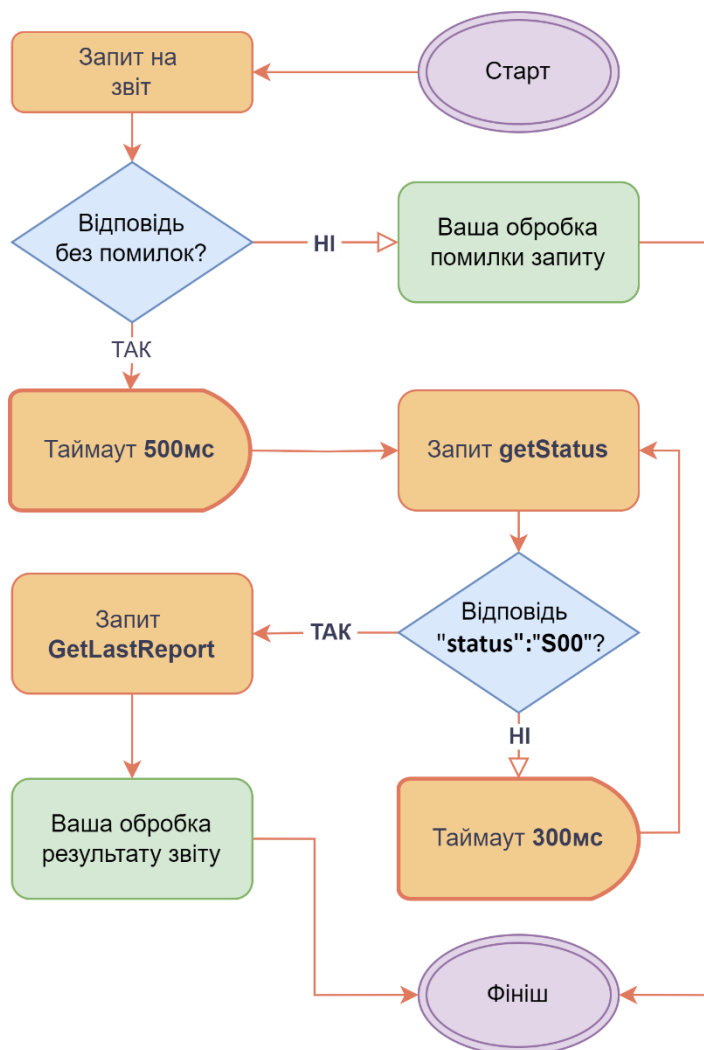 Запит на
звіт
Старт
Відповідь
без помилок?
НІ
Ваша обробка
помилки запиту
ТАК
Таймаут 500мс
Запит getStatus
Запит
GetLastReport
ТАК
Відповідь
"status":"S00"?
НІ
Ваша обробка
результату звіту
Таймаут 300мс
Фініш